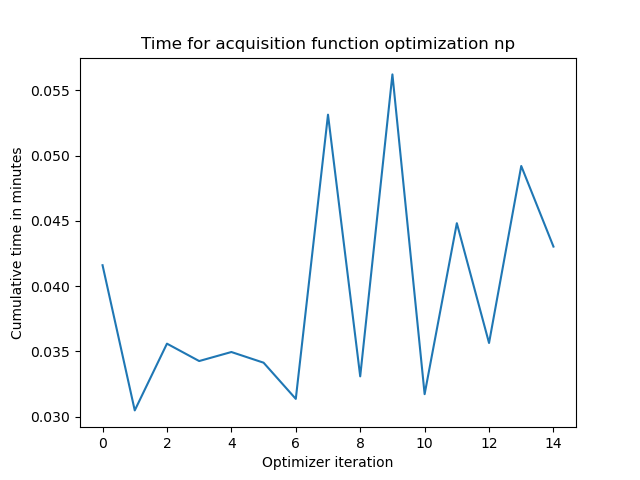 Time for acquisition function optimization np
Cumulative time in minutes
0.055
0.050
0.045
0.040
0.035
0.030
0 2 4 6 8 10 12 14
Optimizer iteration